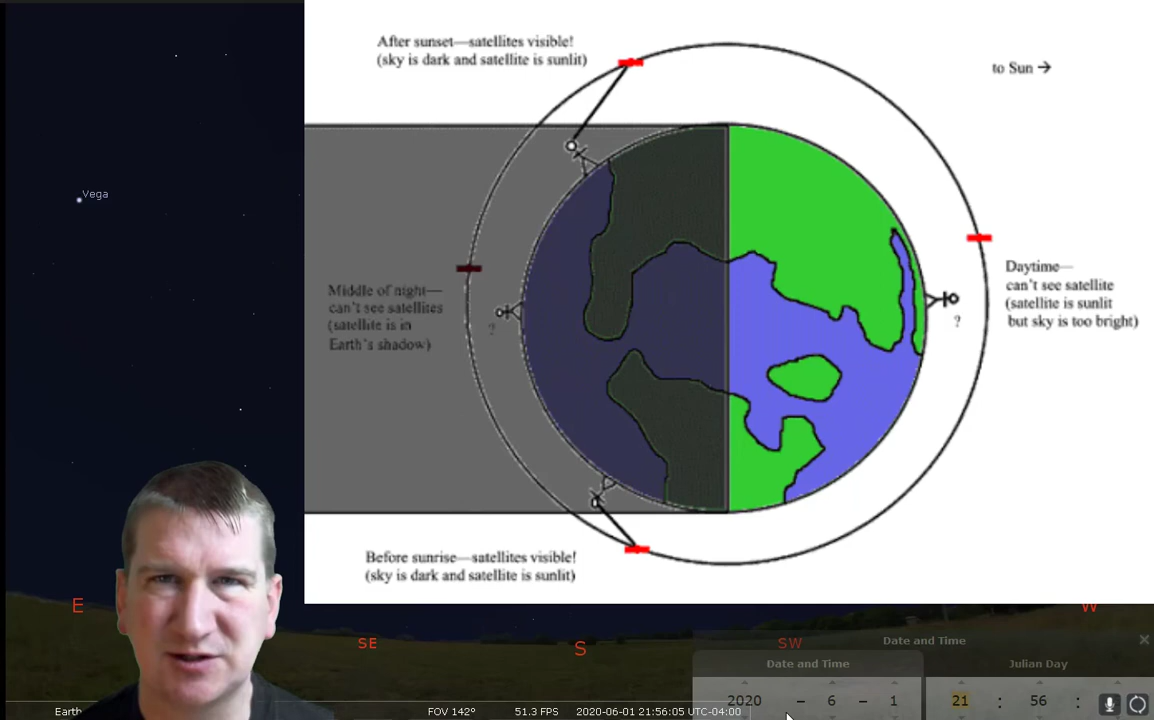 After sunset—satellites visible!
(sky is dark and satellite is sunlit)
to Sun →
Vega
Middle of night—
can't see satellites
(satellite is in
Earth's shadow)
?
Daytime—
can't see satellite
(satellite is sunlit
but sky is too bright)
?
Before sunrise—satellites visible!
(sky is dark and satellite is sunlit)
E
SE
S
SW
W
Date and Time
Date and Time
Julian Day
2020 – 6 – 1
21 : 56 :
Earth
FOV 142°
51.3 FPS
2020-06-01 21:56:05 UTC-04:00